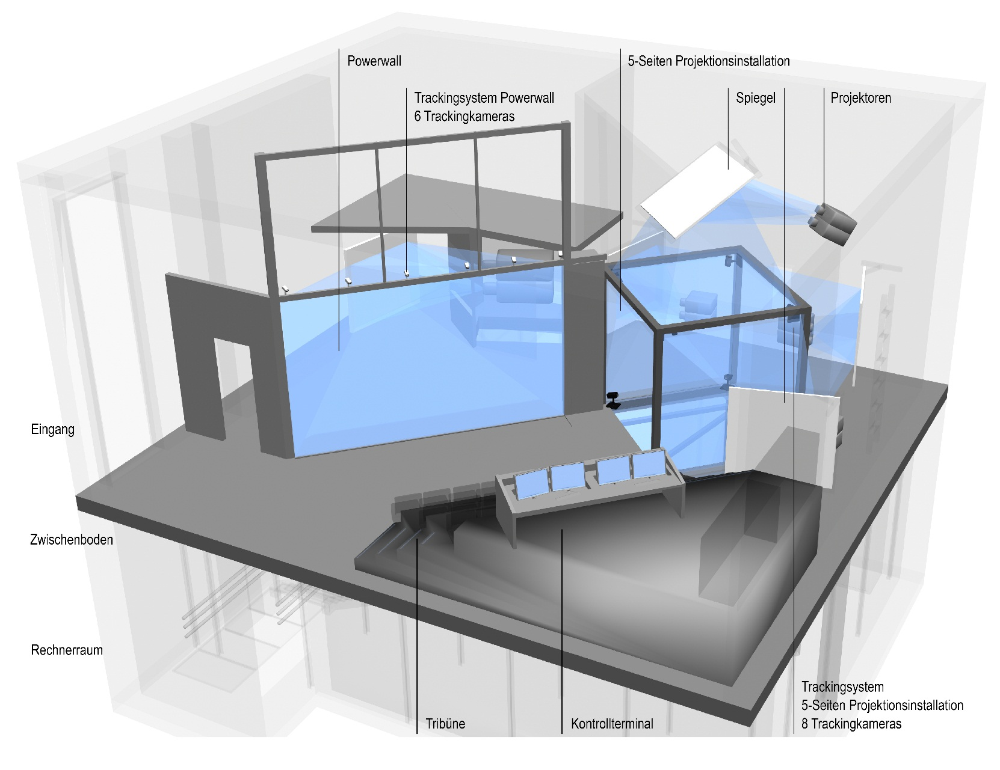 Powerwall
5-Seiten Projektionsinstallation
Trackingsystem Powerwall
6 Trackingkameras
Spiegel
Projektoren
Eingang
Zwischenboden
Rechnerraum
Tribüne
Kontrollterminal
Trackingsystem
5-Seiten Projektionsinstallation
8 Trackingkameras